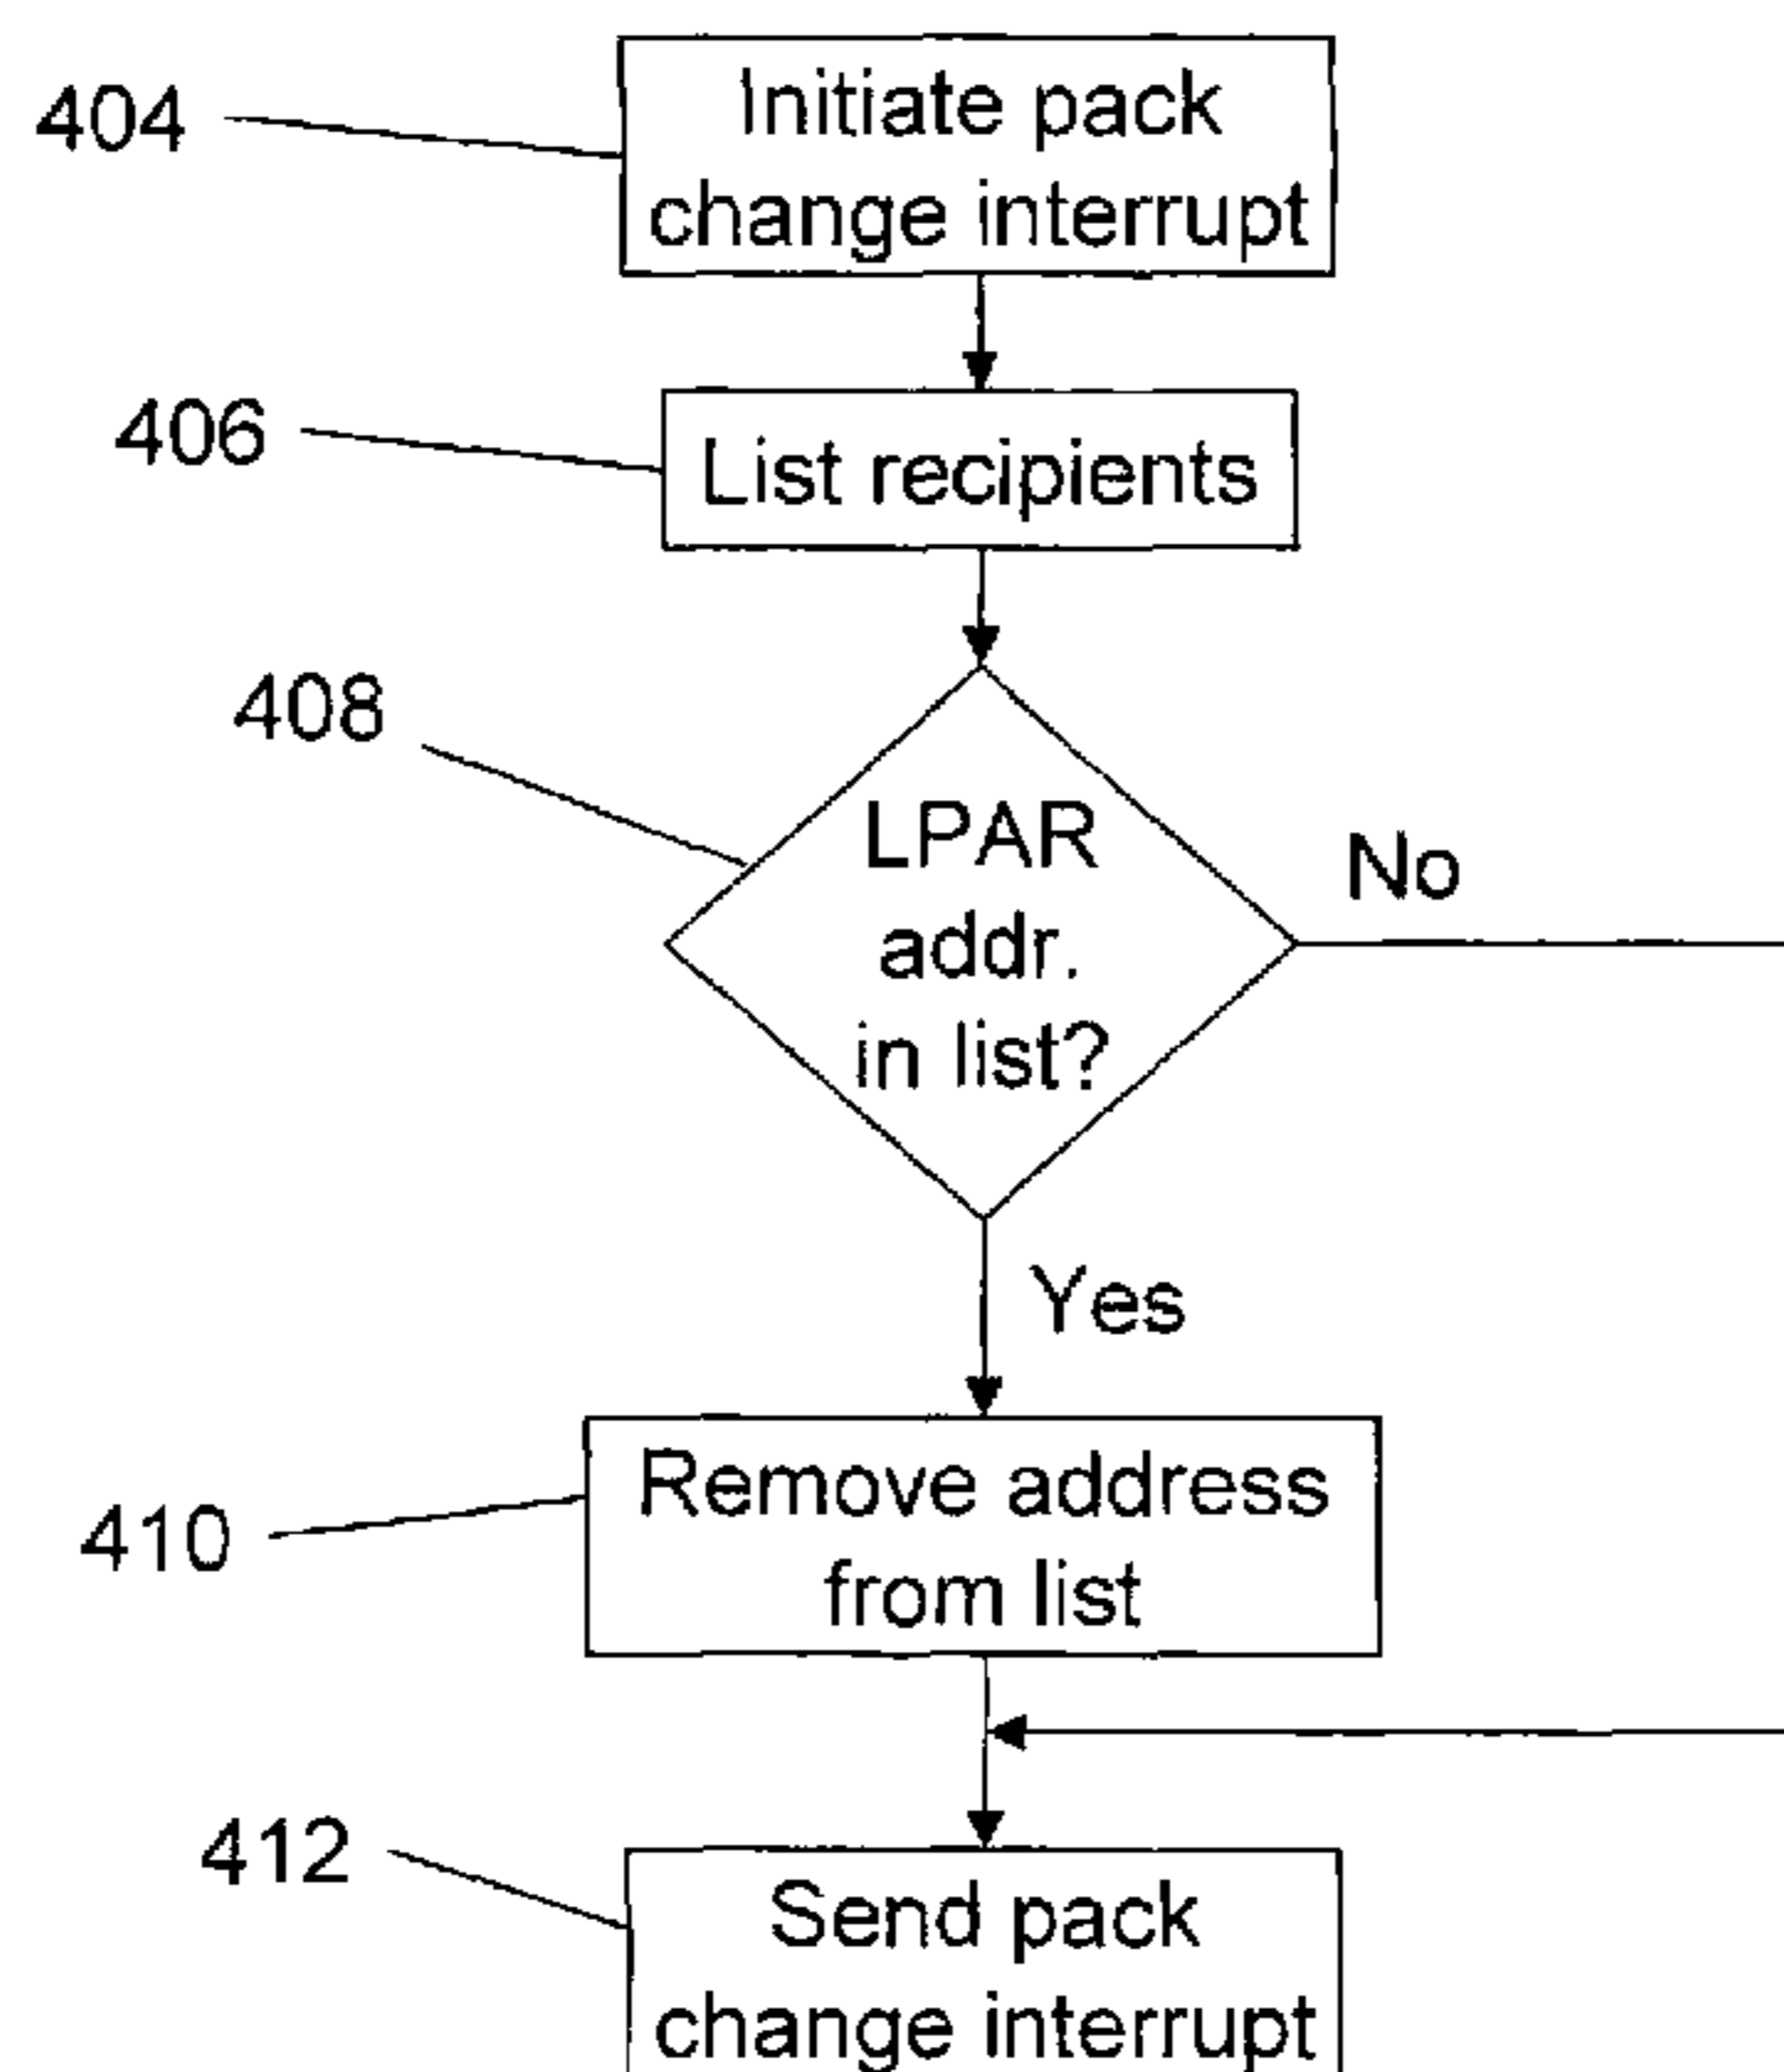 404
Initiate pack
change interrupt
406
List recipients
408
LPAR
addr.
in list?
No
Yes
410
Remove address
from list
412
Send pack
change interrupt